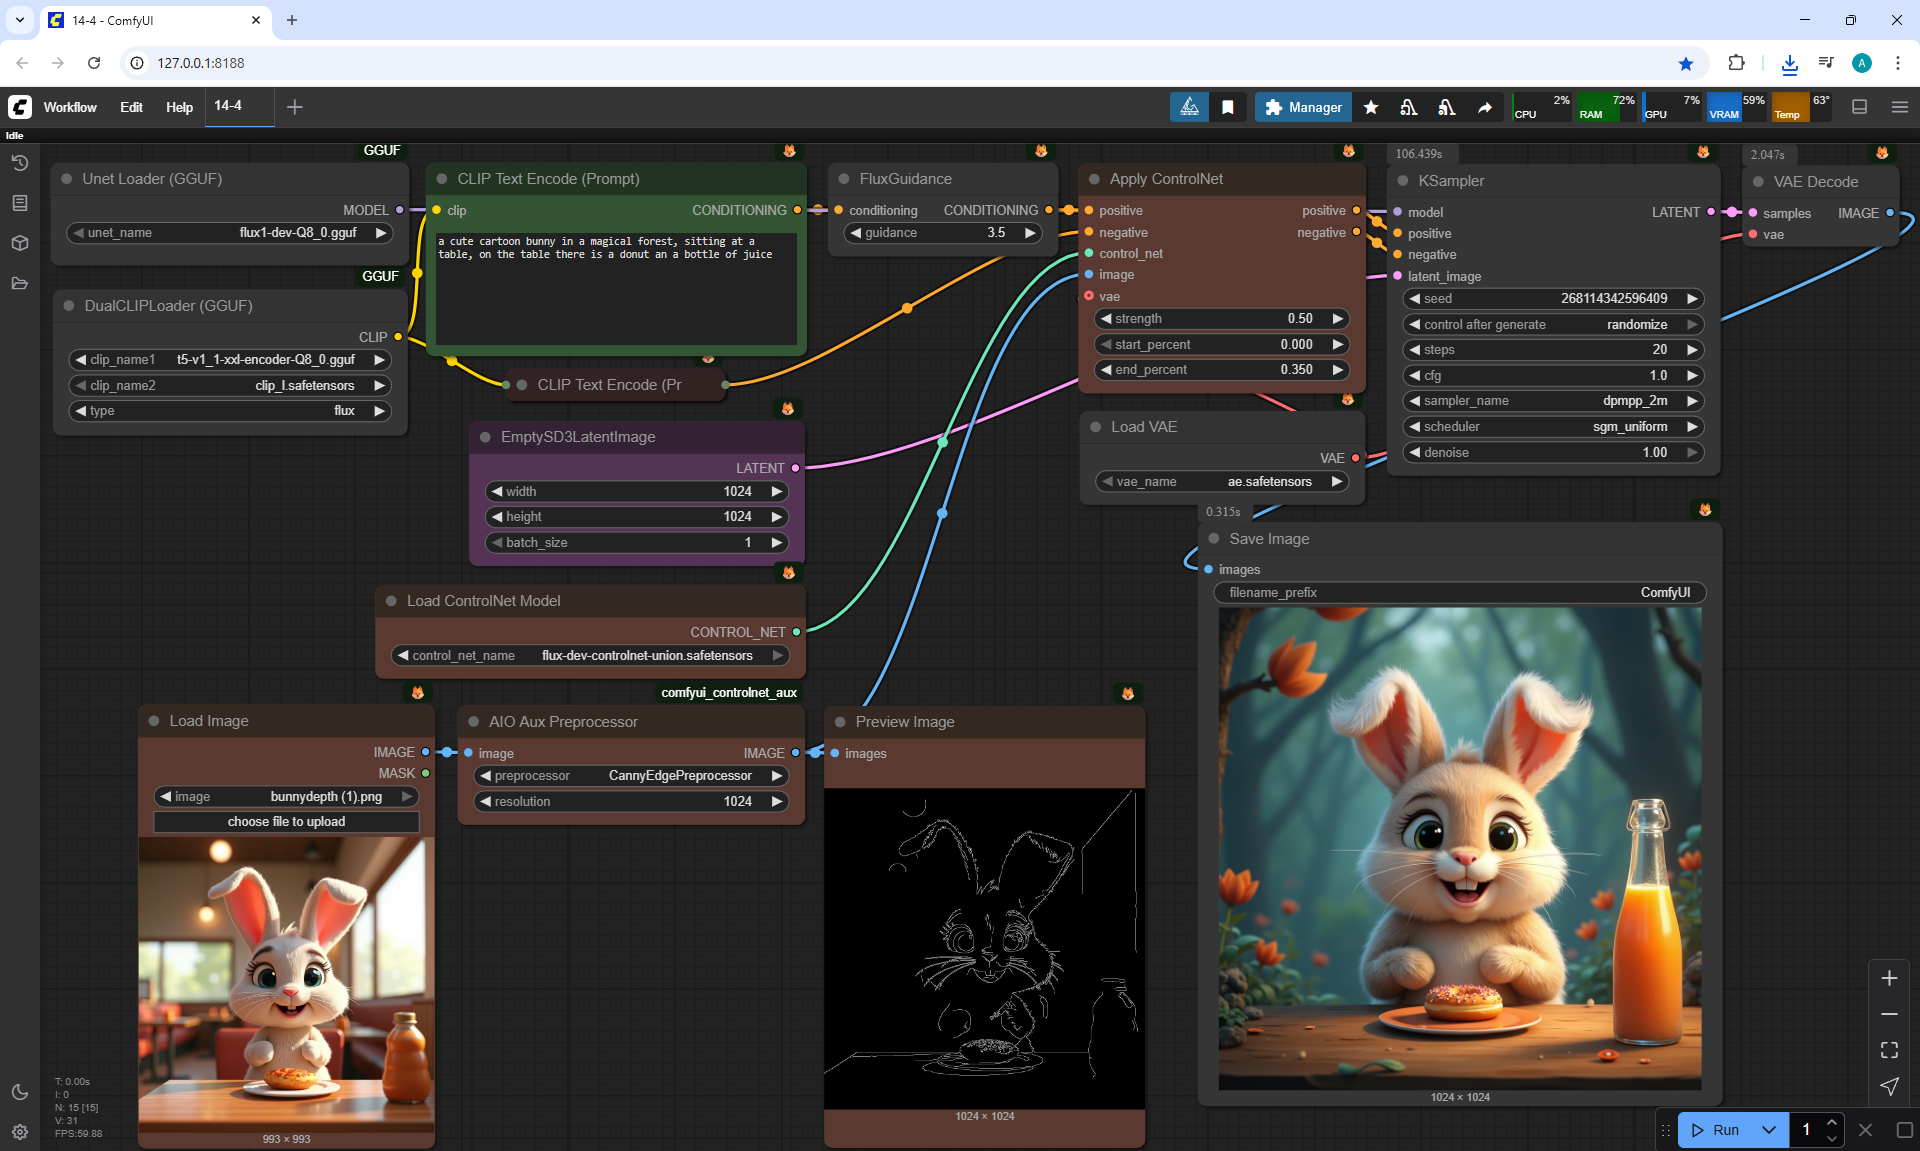 14-4 - ComfyUI
127.0.0.1:8188
A
Workflow Edit Help 14-4
Manager
CPU 2% RAM 72% GPU 7% VRAM 59% Temp 63°
Idle
GGUF
Unet Loader (GGUF)
MODEL
unet_name flux1-dev-Q8_0.gguf
GGUF
DualCLIPLoader (GGUF)
CLIP
clip_name1 t5-v1_1-xxl-encoder-Q8_0.gguf
clip_name2 clip_l.safetensors
type flux
CLIP Text Encode (Prompt)
clip CONDITIONING
a cute cartoon bunny in a magical forest, sitting at a
table, on the table there is a donut an a bottle of juice
CLIP Text Encode (Pr
FluxGuidance
conditioning CONDITIONING
guidance 3.5
Apply ControlNet
positive positive
negative negative
control_net
image
vae
strength 0.50
start_percent 0.000
end_percent 0.350
106.439s
KSampler
model LATENT
positive
negative
latent_image
seed 268114342596409
control after generate randomize
steps 20
cfg 1.0
sampler_name dpmpp_2m
scheduler sgm_uniform
denoise 1.00
2.047s
VAE Decode
samples IMAGE
vae
EmptySD3LatentImage
LATENT
width 1024
height 1024
batch_size 1
Load VAE
VAE
vae_name ae.safetensors
Load ControlNet Model
CONTROL_NET
control_net_name flux-dev-controlnet-union.safetensors
0.315s
Save Image
images
filename_prefix ComfyUI
1024 × 1024
Load Image
IMAGE
MASK
image bunnydepth (1).png
choose file to upload
993 × 993
comfyui_controlnet_aux
AIO Aux Preprocessor
image IMAGE
preprocessor CannyEdgePreprocessor
resolution 1024
Preview Image
images
1024 × 1024
T: 0.00s
I: 0
N: 15 [15]
V: 31
FPS:59.88
Run 1